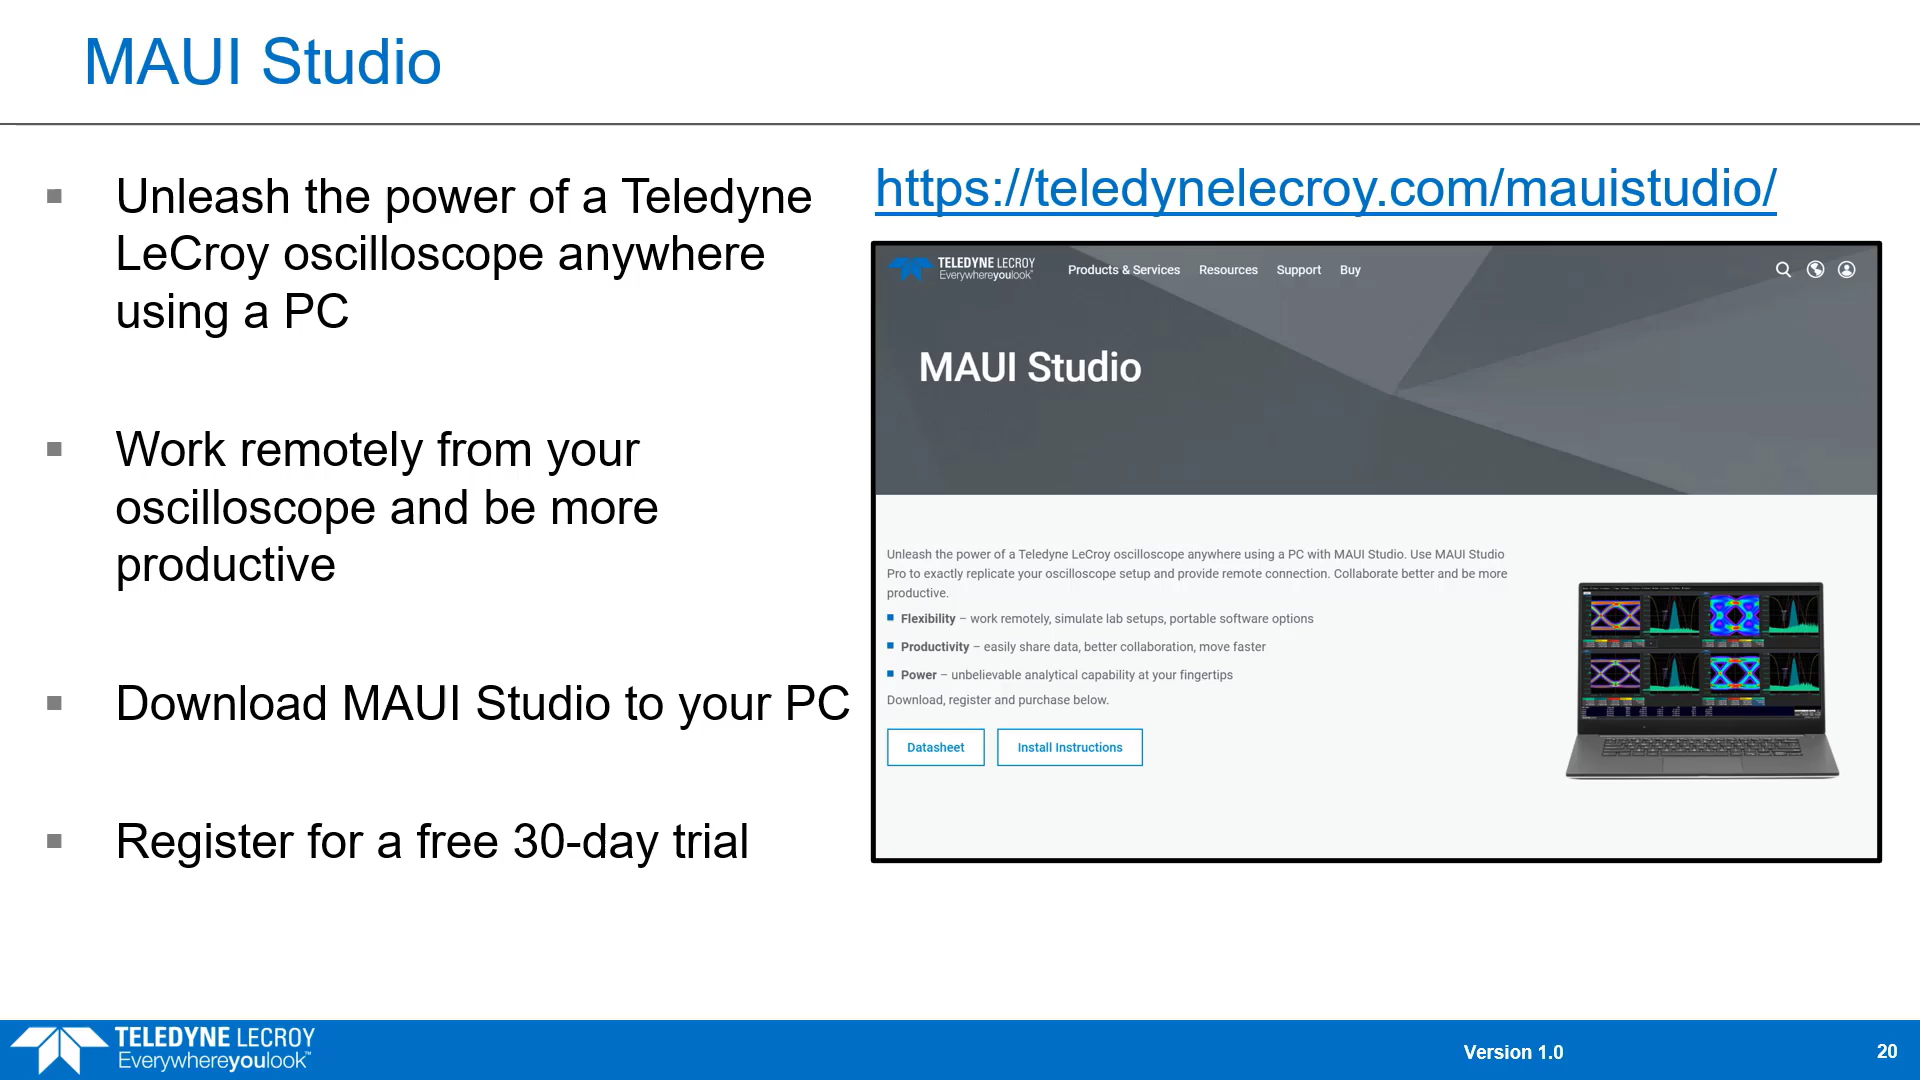 MAUI Studio
Unleash the power of a Teledyne
LeCroy oscilloscope anywhere
using a PC
Work remotely from your
oscilloscope and be more
productive
Download MAUI Studio to your PC
Register for a free 30-day trial
https://teledynelecroy.com/mauistudio/
TELEDYNE LECROY
Everywhereyoulook™
Products & Services Resources Support Buy
MAUI Studio
Unleash the power of a Teledyne LeCroy oscilloscope anywhere using a PC with MAUI Studio. Use MAUI Studio
Pro to exactly replicate your oscilloscope setup and provide remote connection. Collaborate better and be more
productive.
Flexibility – work remotely, simulate lab setups, portable software options
Productivity – easily share data, better collaboration, move faster
Power – unbelievable analytical capability at your fingertips
Download, register and purchase below.
Datasheet Install Instructions
TELEDYNE LECROY
Everywhereyoulook™
Version 1.0
20